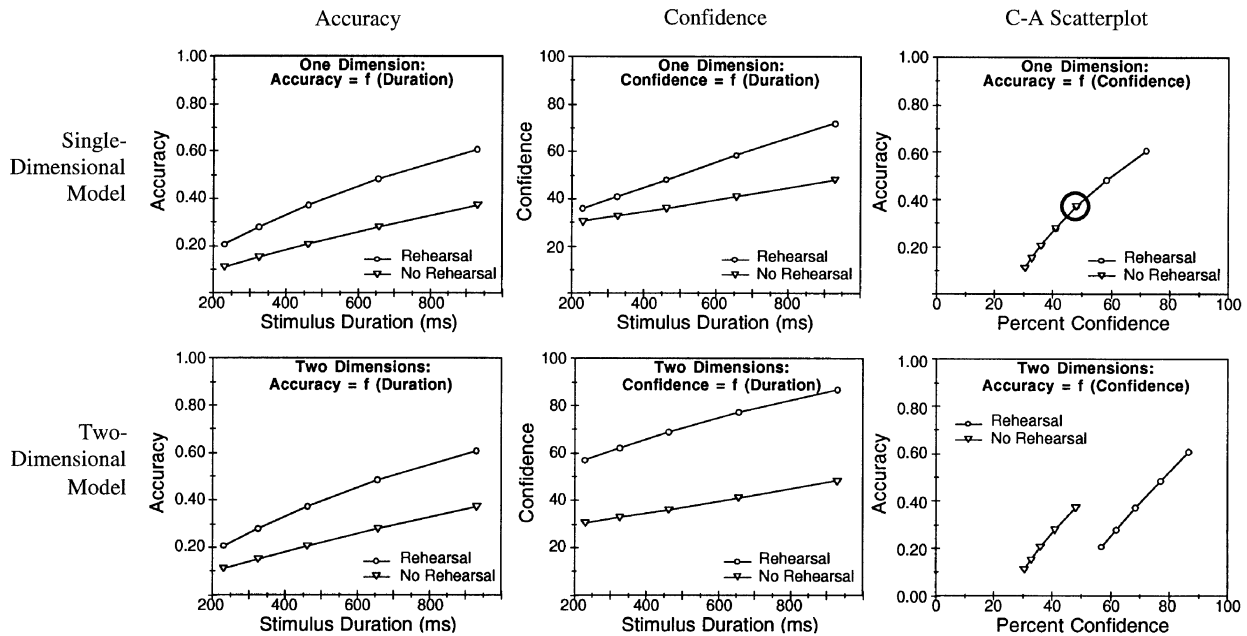 Accuracy
Confidence
C-A Scatterplot
Single-
Dimensional
Model
One Dimension:
Accuracy = f (Duration)
Accuracy
1.00
0.80
0.60
0.40
0.20
Rehearsal
No Rehearsal
200 400 600 800
Stimulus Duration (ms)
One Dimension:
Confidence = f (Duration)
Confidence
100
80
60
40
20
0
Rehearsal
No Rehearsal
200 400 600 800
Stimulus Duration (ms)
One Dimension:
Accuracy = f (Confidence)
Accuracy
1.00
0.80
0.60
0.40
0.20
Rehearsal
No Rehearsal
0 20 40 60 80 100
Percent Confidence
Two-
Dimensional
Model
Two Dimensions:
Accuracy = f (Duration)
Accuracy
1.00
0.80
0.60
0.40
0.20
Rehearsal
No Rehearsal
200 400 600 800
Stimulus Duration (ms)
Two Dimensions:
Confidence = f (Duration)
Confidence
100
80
60
40
20
Rehearsal
No Rehearsal
200 400 600 800
Stimulus Duration (ms)
Two Dimensions:
Accuracy = f (Confidence)
Accuracy
1.00
0.80
0.60
0.40
0.20
0.00
Rehearsal
No Rehearsal
0 20 40 60 80 100
Percent Confidence